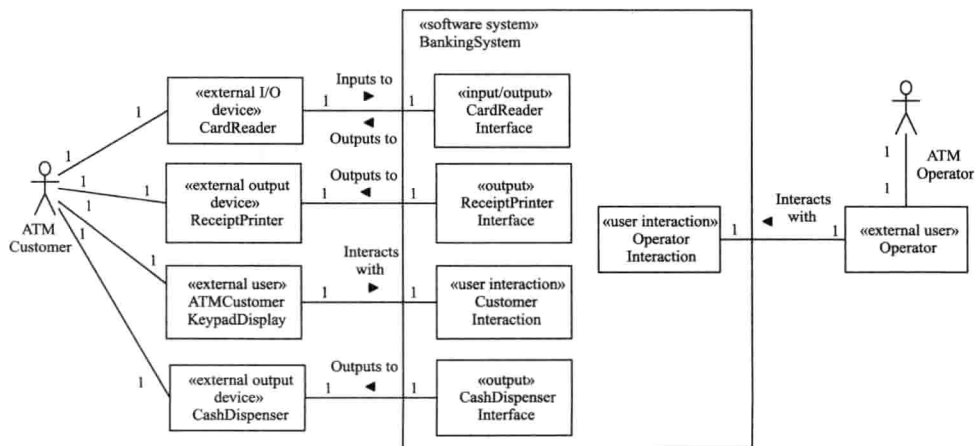 «software system»
BankingSystem
Inputs to
1
«external I/O
device»
CardReader
1
1
«input/output»
CardReader
Interface
Outputs to
1
1
ATM
Customer
1
«external output
device»
ReceiptPrinter
Outputs to
1
1
«output»
ReceiptPrinter
Interface
1
1
1
«external user»
ATMCustomer
KeypadDisplay
Interacts
with
1
1
«user interaction»
Customer
Interaction
1
«external output
device»
CashDispenser
Outputs to
1
1
«output»
CashDispenser
Interface
«user interaction»
Operator
Interaction
1
Interacts
with
1
«external user»
Operator
1
1
ATM
Operator